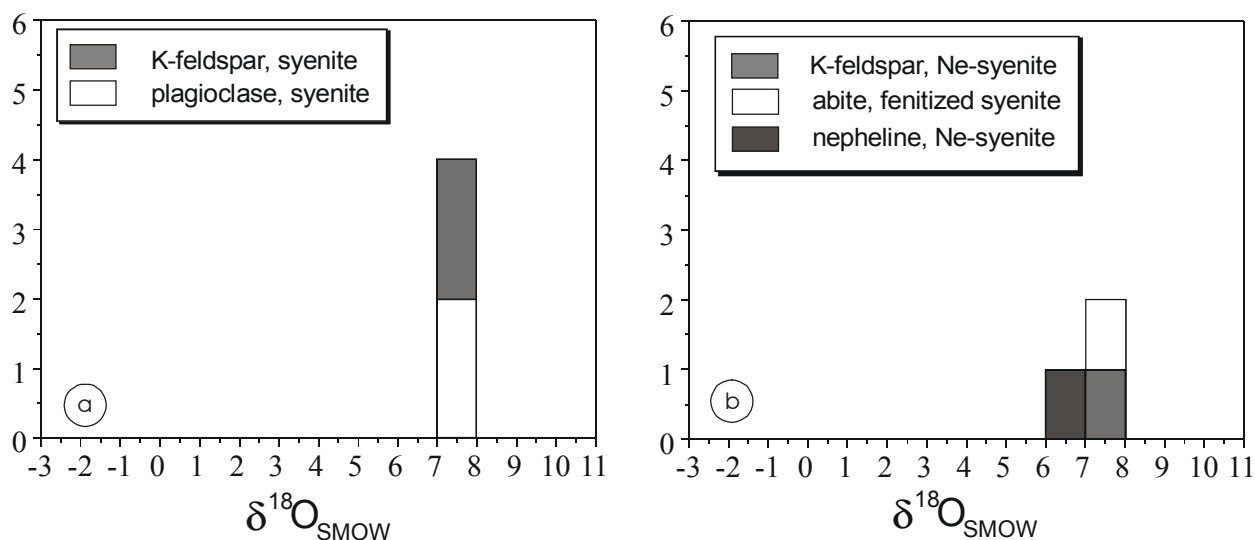 6
5
4
3
2
1
0
K-feldspar, syenite
plagioclase, syenite
a
-3 -2 -1 0 1 2 3 4 5 6 7 8 9 10 11
δ18OSMOW
6
5
4
3
2
1
0
K-feldspar, Ne-syenite
abite, fenitized syenite
nepheline, Ne-syenite
b
-3 -2 -1 0 1 2 3 4 5 6 7 8 9 10 11
δ18OSMOW